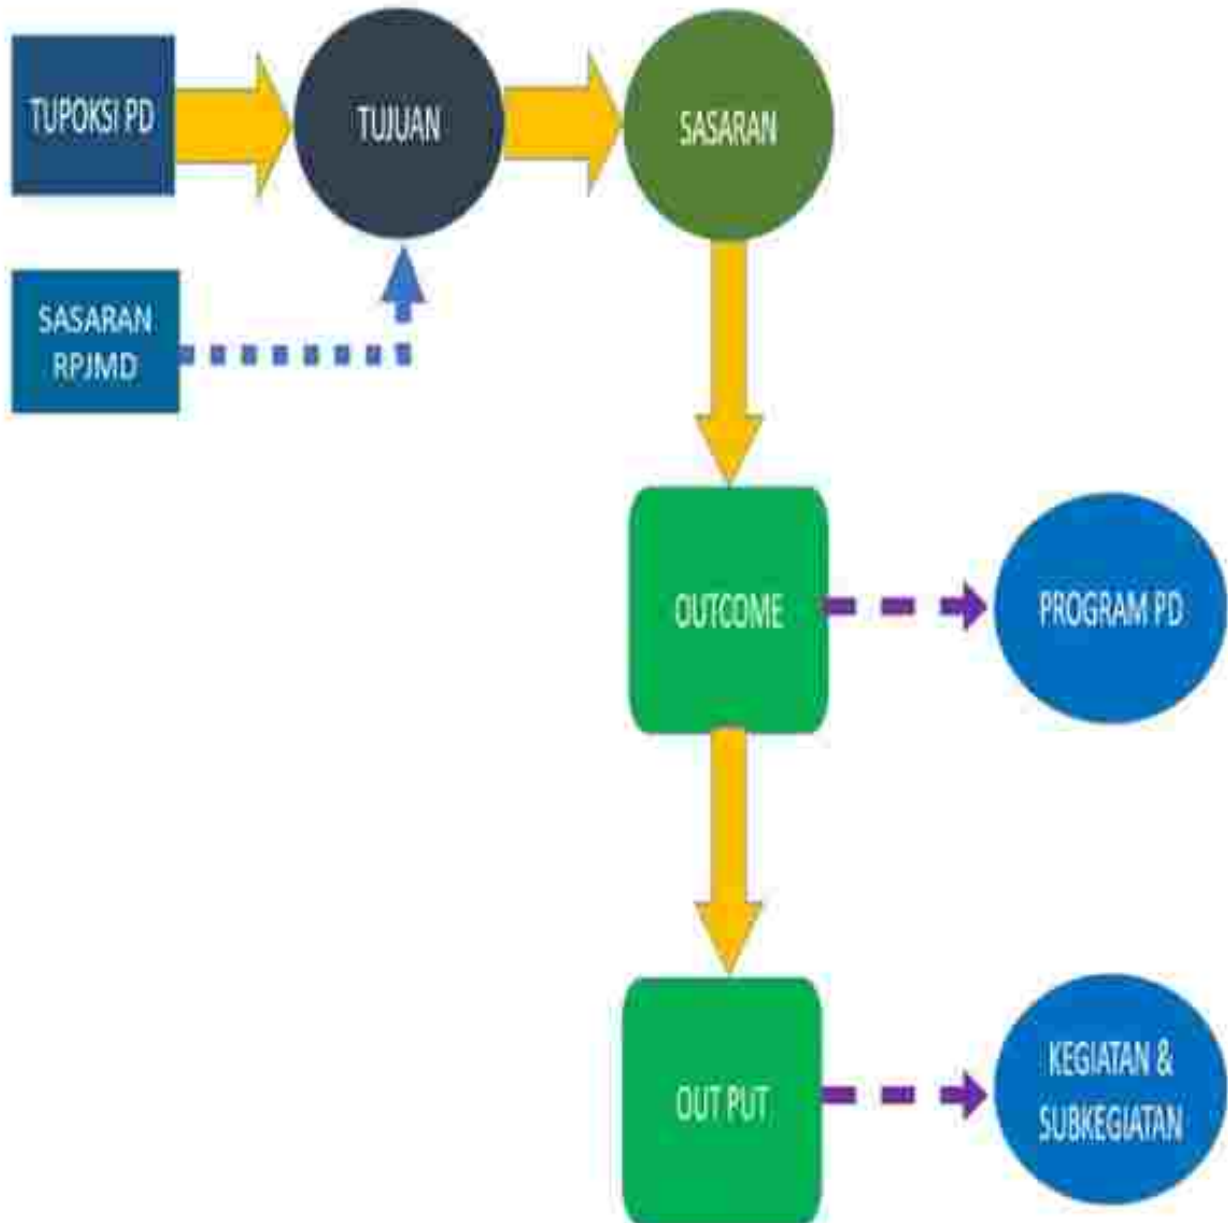 TUPOKSI PD
TUJUAN
SASARAN
SASARAN
RPJMD
OUTCOME
PROGRAM PD
OUT PUT
KEGIATAN &
SUBKEGIATAN